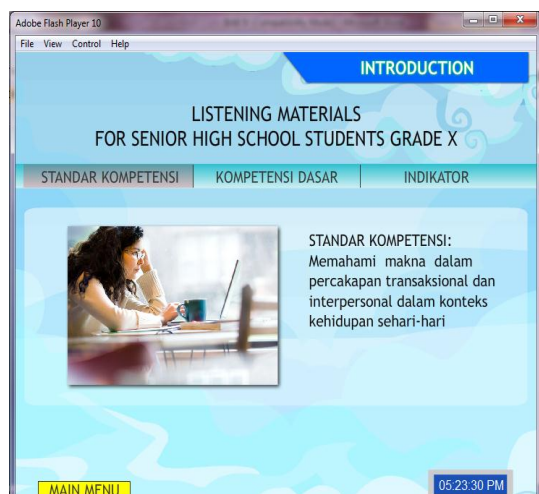 Adobe Flash Player 10
File View Control Help
INTRODUCTION
LISTENING MATERIALS
FOR SENIOR HIGH SCHOOL STUDENTS GRADE X
STANDAR KOMPETENSI KOMPETENSI DASAR INDIKATOR
STANDAR KOMPETENSI:
Memahami makna dalam
percakapan transaksional dan
interpersonal dalam konteks
kehidupan sehari-hari
MAIN MENU
05:23:30 PM